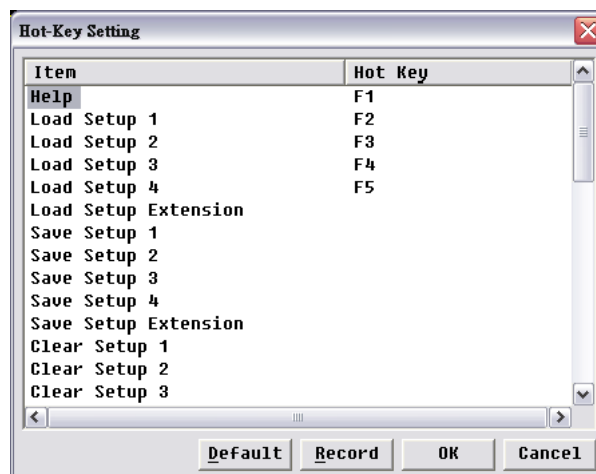 Hot-Key Setting
Item Hot Key
Help F1
Load Setup 1 F2
Load Setup 2 F3
Load Setup 3 F4
Load Setup 4 F5
Load Setup Extension
Save Setup 1
Save Setup 2
Save Setup 3
Save Setup 4
Save Setup Extension
Clear Setup 1
Clear Setup 2
Clear Setup 3
Default Record OK Cancel